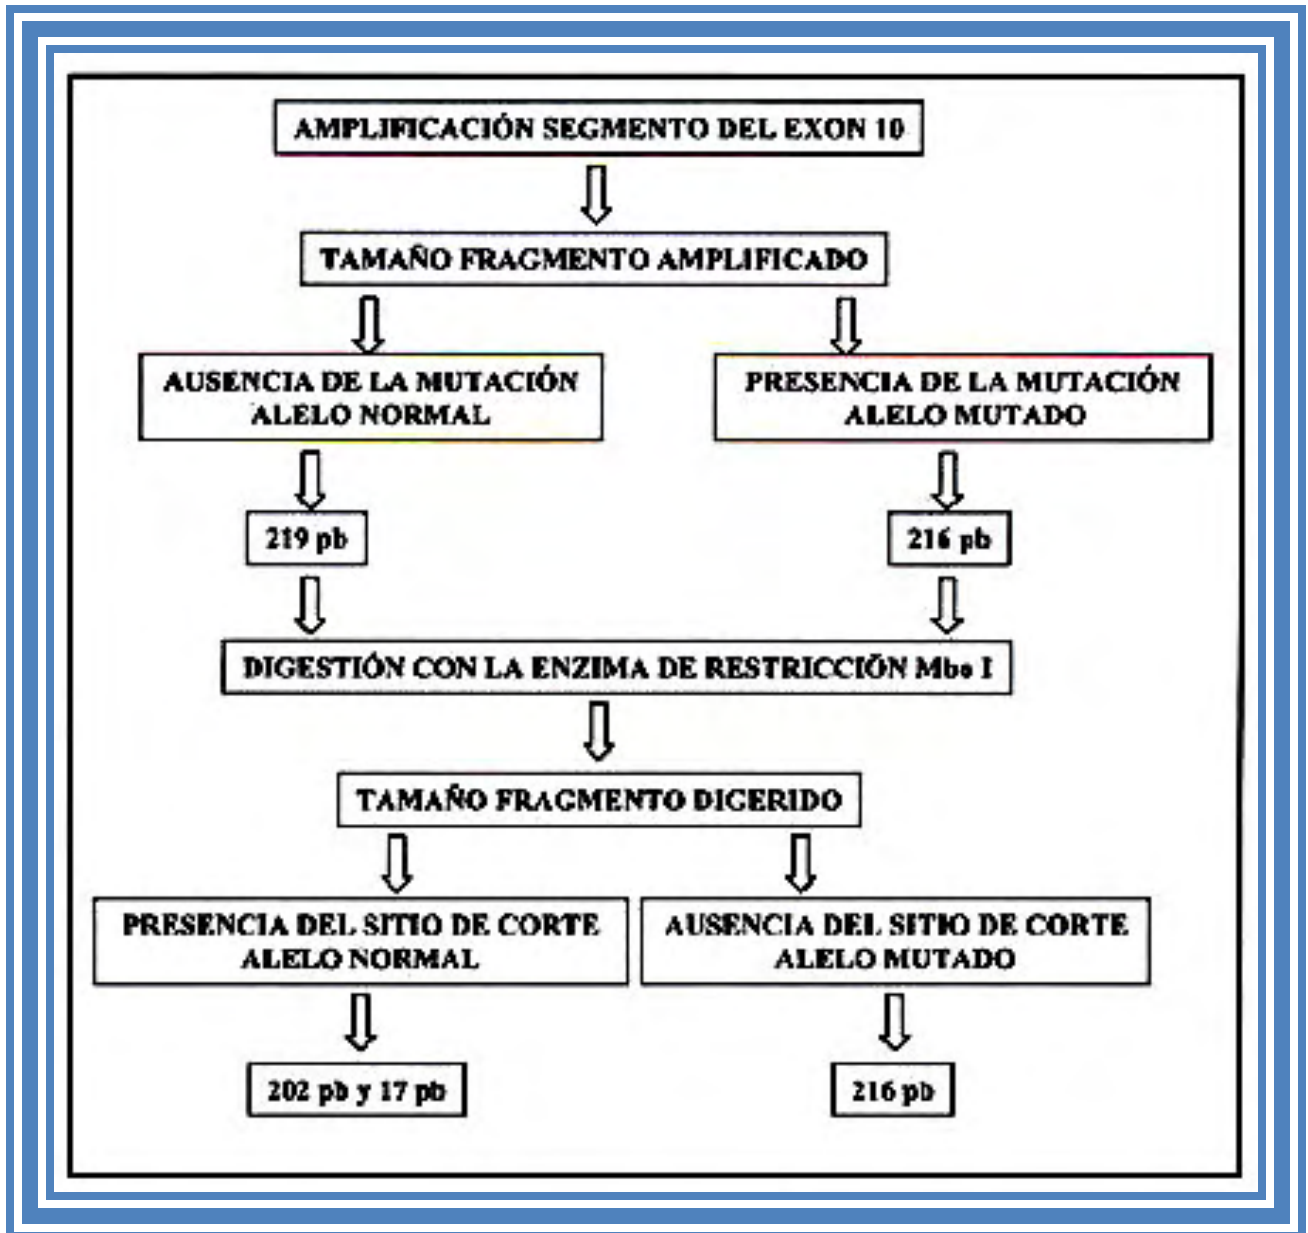 AMPLIFICACIÓN SEGMENTO DEL EXON 10
TAMAÑO FRAGMENTO AMPLIFICADO
AUSENCIA DE LA MUTACIÓN
ALELO NORMAL
PRESENCIA DE LA MUTACIÓN
ALELO MUTADO
219 pb
216 pb
DIGESTIÓN CON LA ENZIMA DE RESTRICCIÓN Mbo I
TAMAÑO FRAGMENTO DIGERIDO
PRESENCIA DEL SITIO DE CORTE
ALELO NORMAL
AUSENCIA DEL SITIO DE CORTE
ALELO MUTADO
202 pb y 17 pb
216 pb